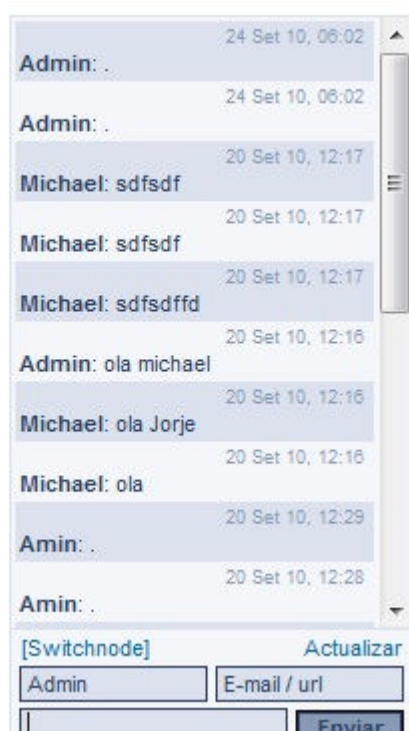 24 Set 10, 06:02
Admin: .
24 Set 10, 06:02
Admin: .
20 Set 10, 12:17
Michael: sdfsdf
20 Set 10, 12:17
Michael: sdfsdf
20 Set 10, 12:17
Michael: sdfsdffd
20 Set 10, 12:16
Admin: ola michael
20 Set 10, 12:16
Michael: ola Jorje
20 Set 10, 12:16
Michael: ola
20 Set 10, 12:29
Amin: .
20 Set 10, 12:28
Amin: .
[Switchnode] Actualizar
Admin E-mail / url
Enviar